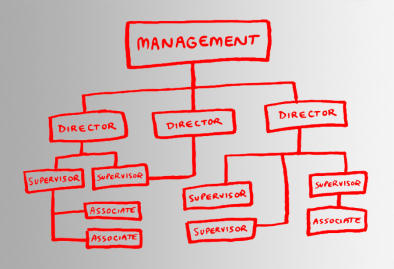 MANAGEMENT
DIRECTOR
DIRECTOR
DIRECTOR
SUPERVISOR
SUPERVISOR
SUPERVISOR
SUPERVISOR
ASSOCIATE
ASSOCIATE
SUPERVISOR
ASSOCIATE